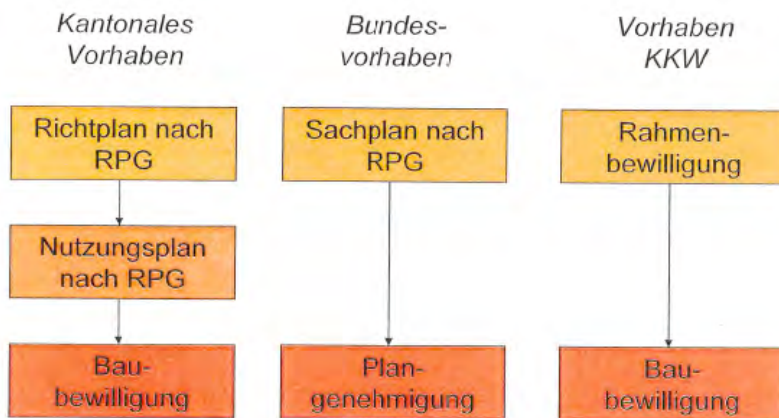 Kantonales
Vorhaben
Bundes-
vorhaben
Vorhaben
KKW
Richtplan nach
RPG
Sachplan nach
RPG
Rahmen-
bewilligung
Nutzungsplan
nach RPG
Bau-
bewilligung
Plan-
genehmigung
Bau-
bewilligung